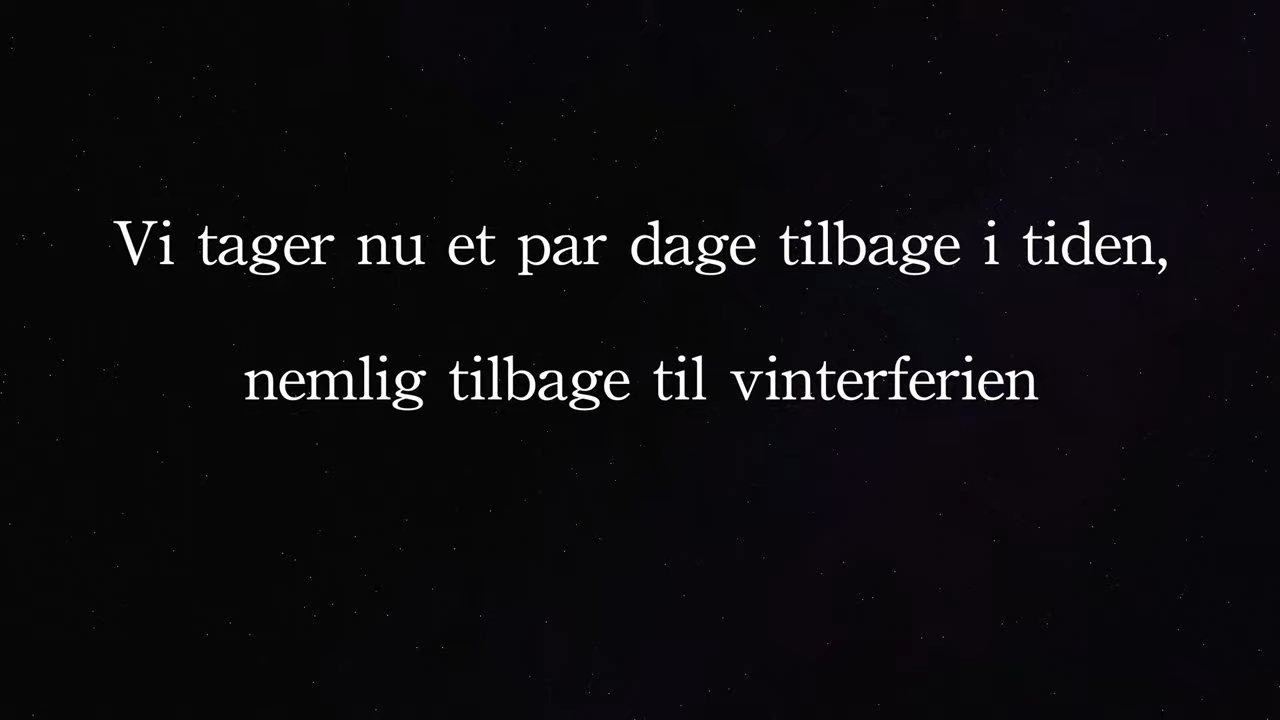 Vi tager nu et par dage tilbage i tiden,
nemlig tilbage til vinterferien